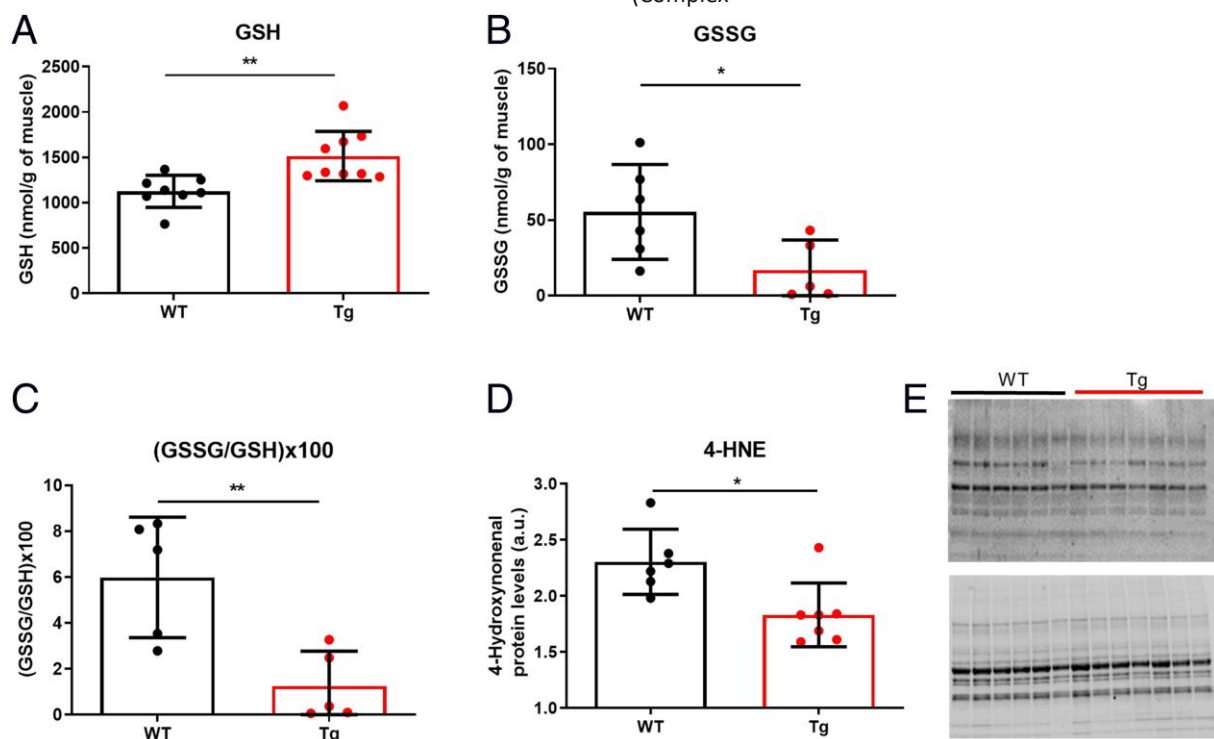 (Complex
A
GSH
**
GSH (nmol/g of muscle)
2500
2000
1500
1000
500
0
WT
Tg
B
GSSG
*
GSSG (nmol/g of muscle)
150
100
50
0
WT
Tg
C
(GSSG/GSH)x100
**
(GSSG/GSH)x100
10
8
6
4
2
0
WT
Tg
D
4-HNE
*
4-Hydroxynonenal
protein levels (a.u.)
3.0
2.5
2.0
1.5
1.0
WT
Tg
E
WT
Tg